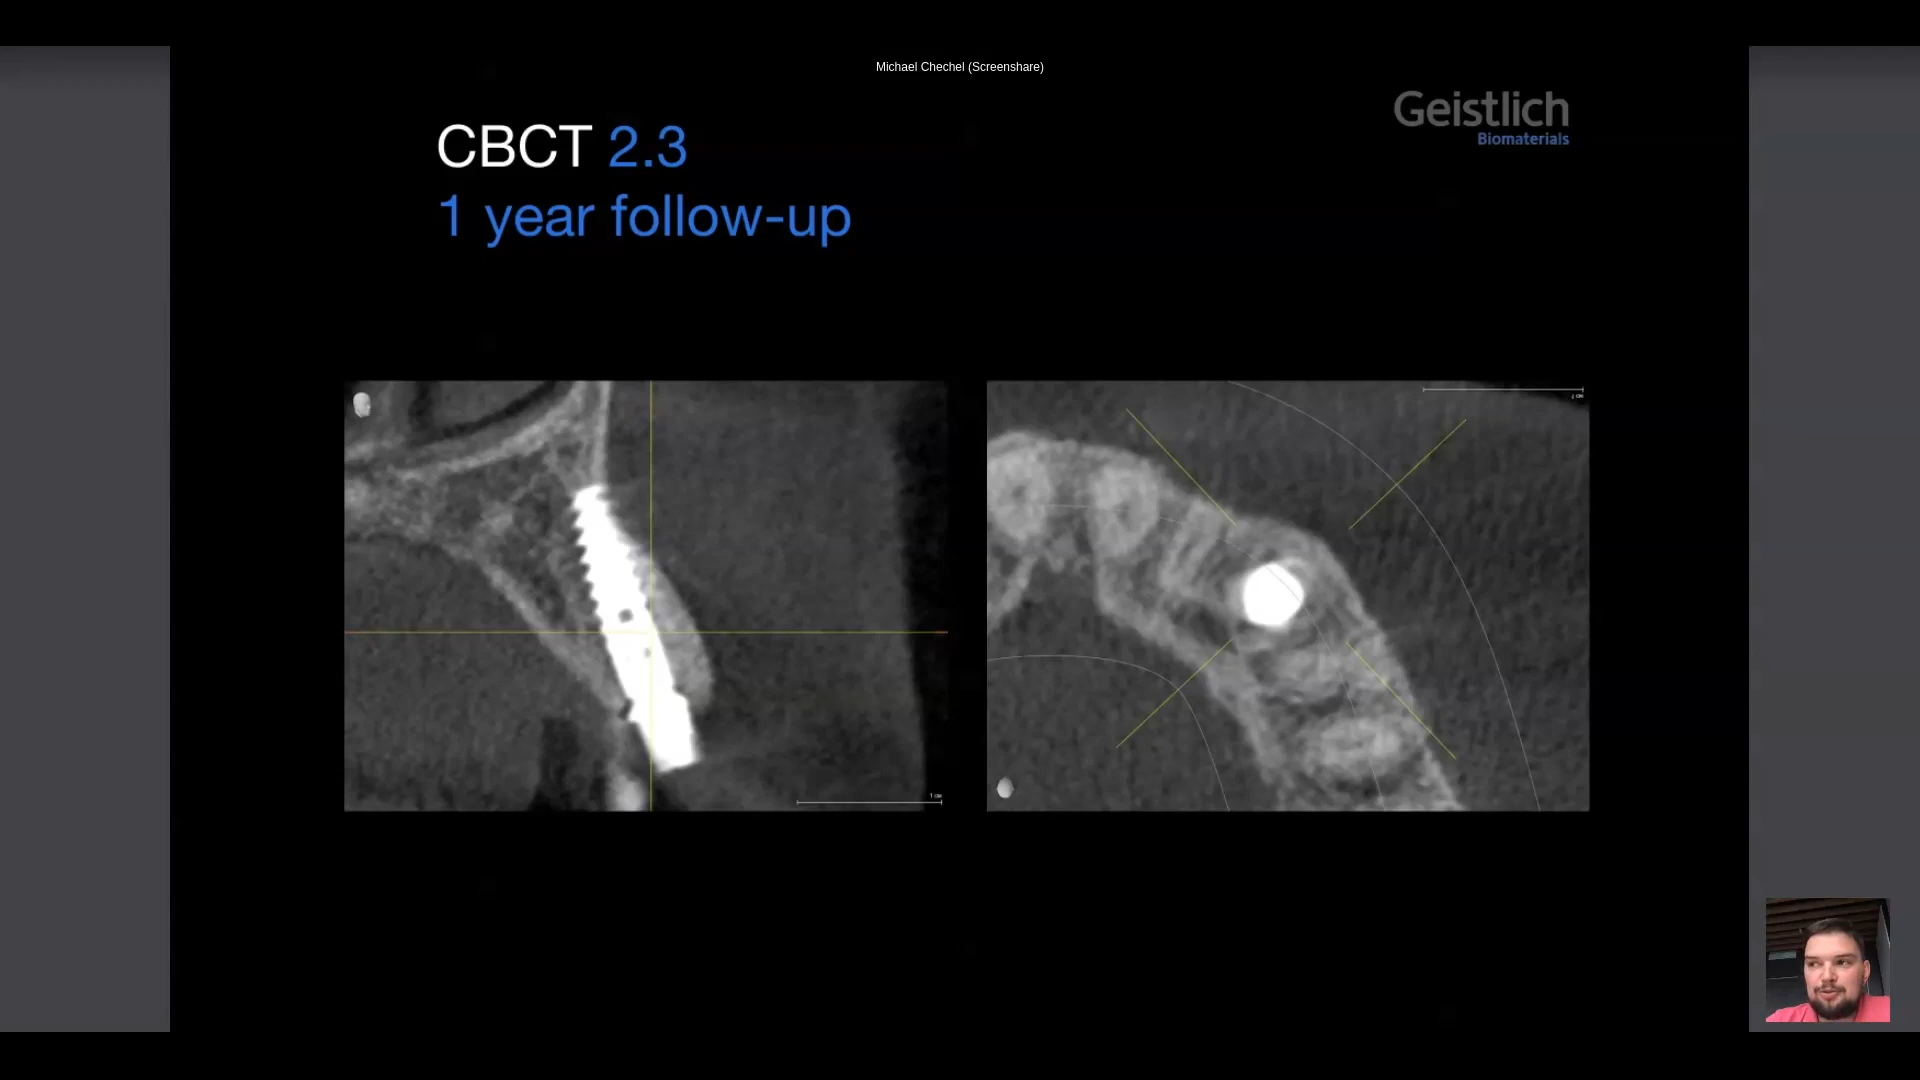 Michael Chechel (Screenshare)
Geistlich
Biomaterials
CBCT 2.3
1 year follow-up